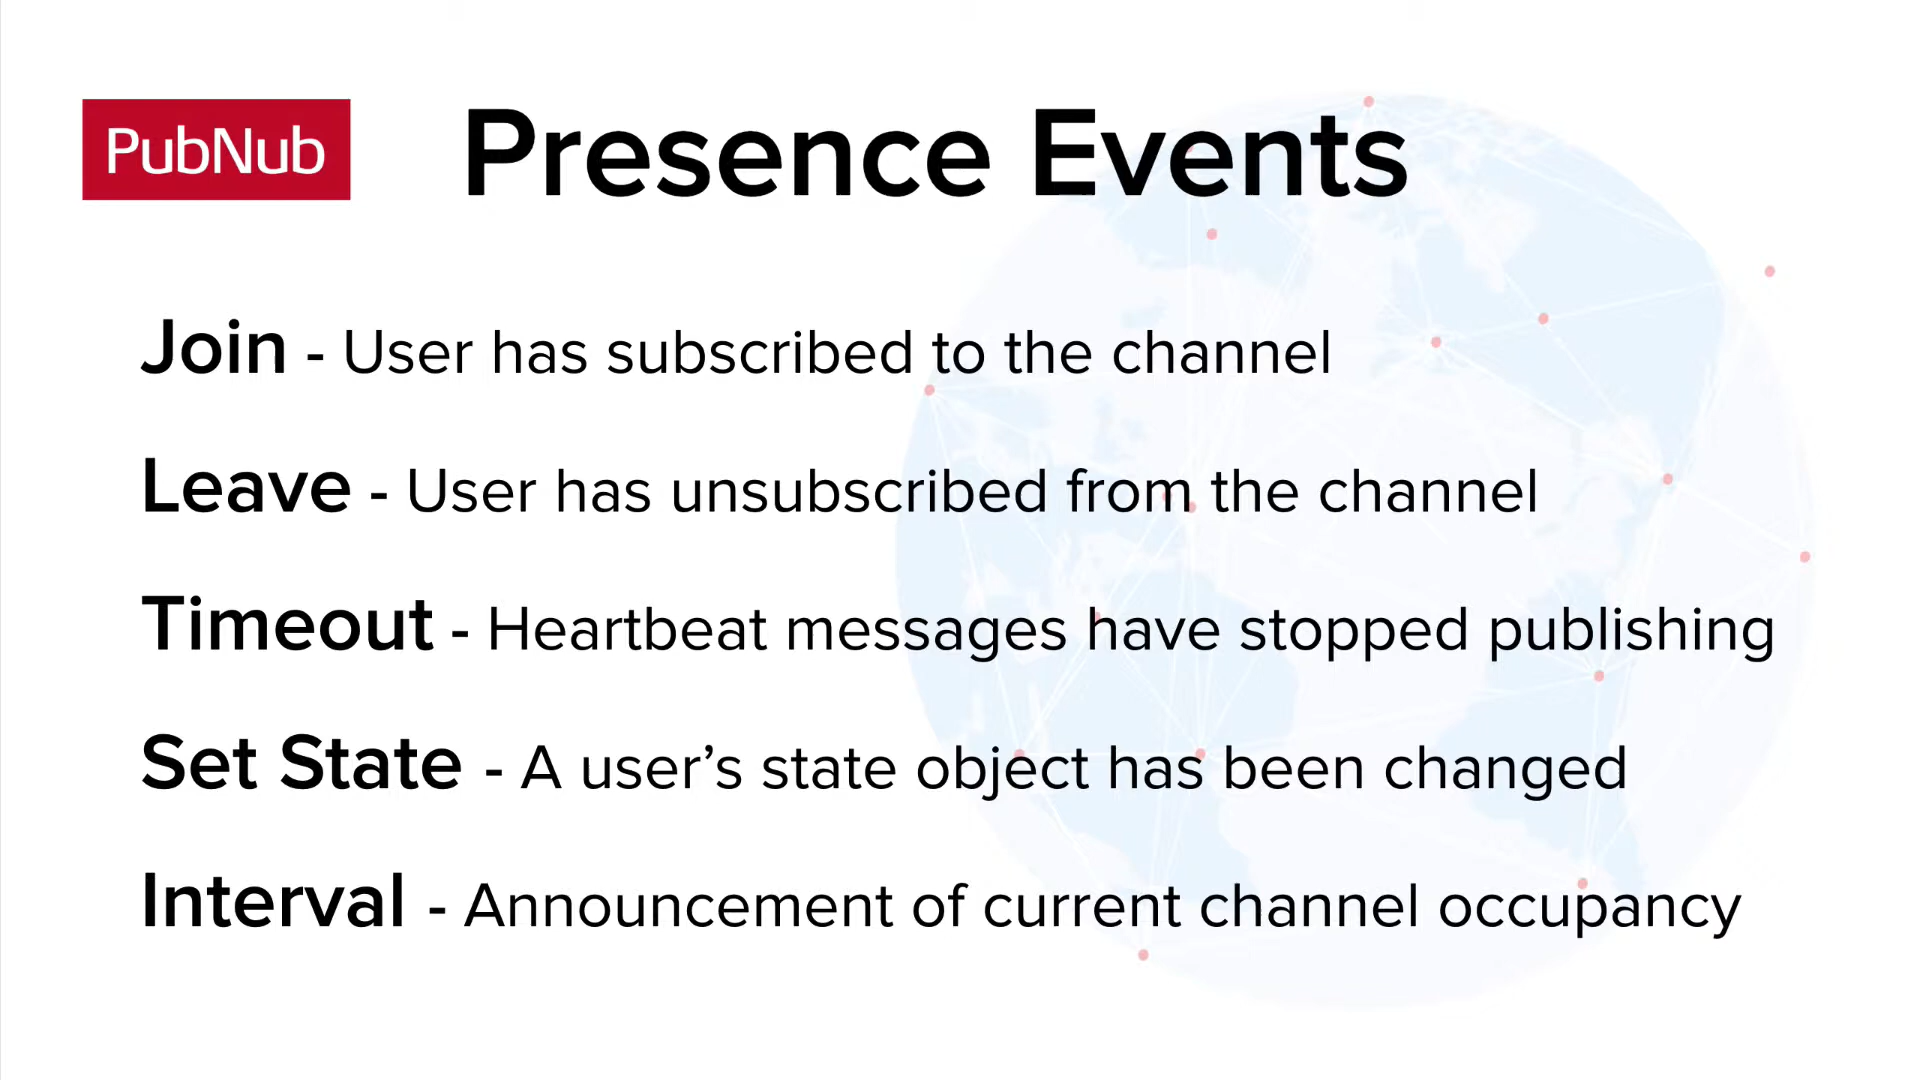 PubNub
Presence Events
Join - User has subscribed to the channel
Leave - User has unsubscribed from the channel
Timeout - Heartbeat messages have stopped publishing
Set State - A user’s state object has been changed
Interval - Announcement of current channel occupancy